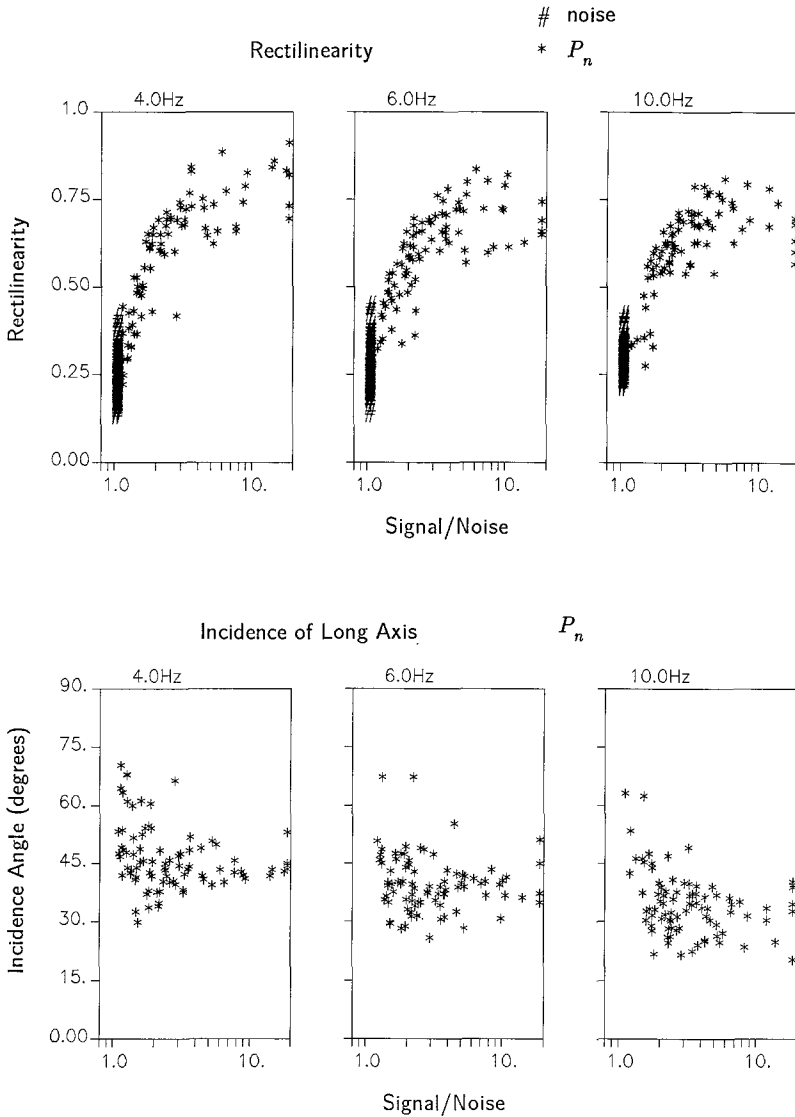 # noise
Rectilinearity * Pn
4.0Hz 6.0Hz 10.0Hz
1.0
0.75
0.50
0.25
0.00
Rectilinearity
1.0 10. 1.0 10. 1.0 10.
Signal/Noise
Incidence of Long Axis Pn
4.0Hz 6.0Hz 10.0Hz
90.
75.
60.
45.
30.
15.
0.00
Incidence Angle (degrees)
1.0 10. 1.0 10. 1.0 10.
Signal/Noise